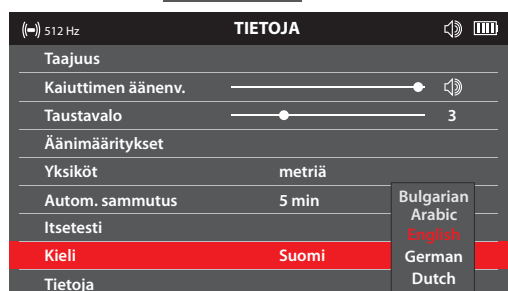 512 Hz TIETOJA
Taajuus
Kaiuttimen äänenv.
Taustavalo 3
Äänimääritykset
Yksiköt metriä
Autom. sammutus 5 min
Itsetesti
Kieli Suomi
Tietoja
Bulgarian
Arabic
English
German
Dutch